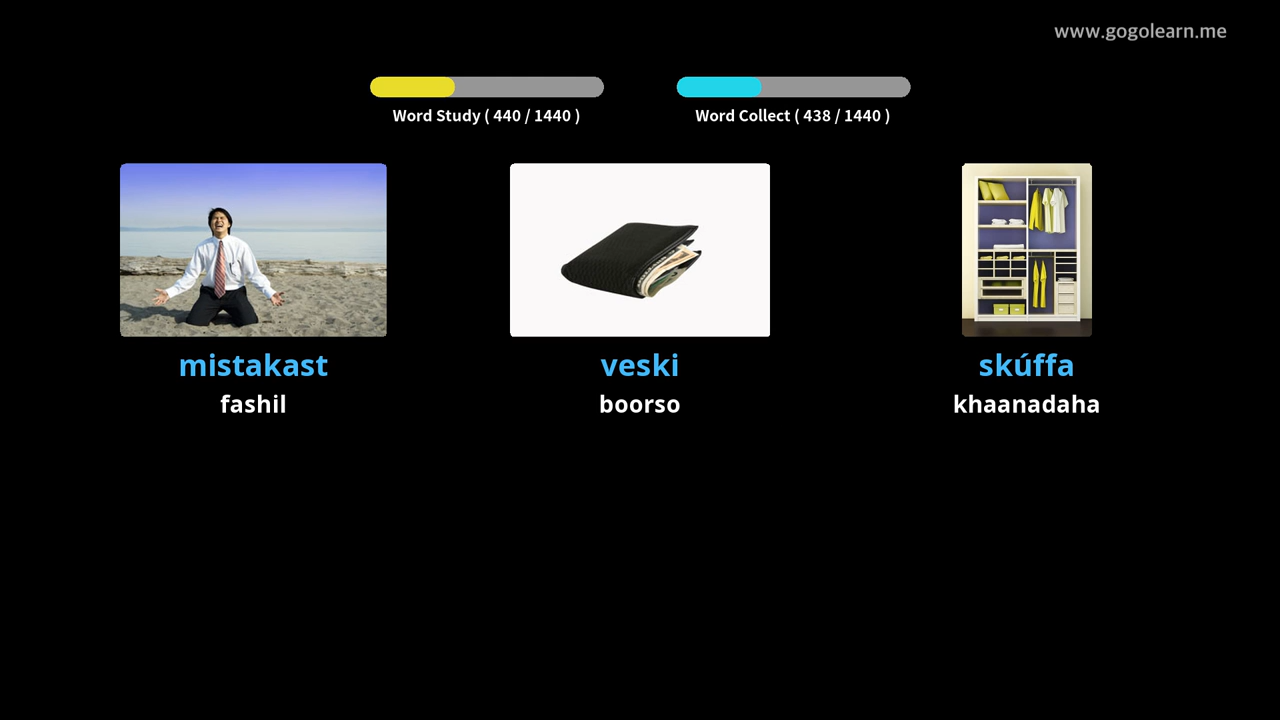 www.gogolearn.me
Word Study ( 440 / 1440 )
Word Collect ( 438 / 1440 )
mistakast
fashil
veski
boorso
skúffa
khaanadaha